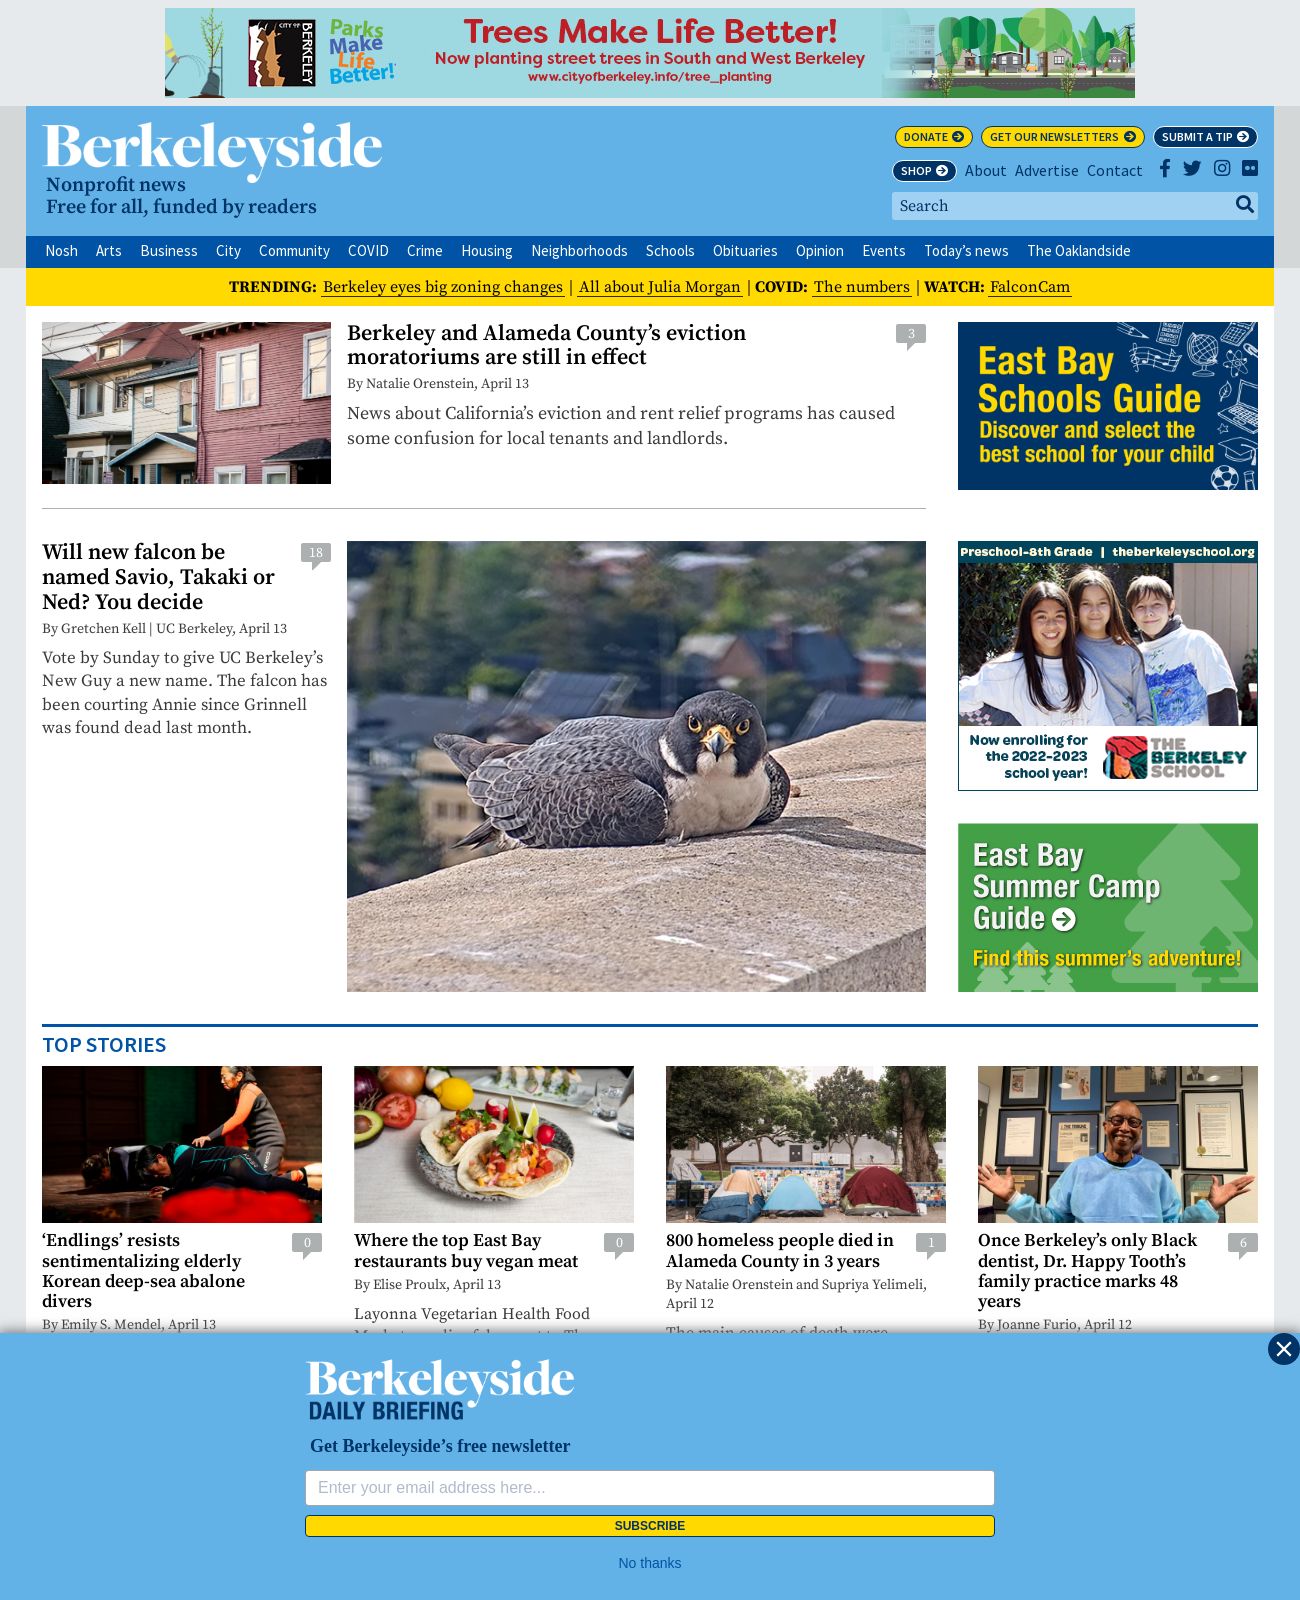 CITY OF
BERKELEY
Parks
Make
Life
Better!
Trees Make Life Better!
Now planting street trees in South and West Berkeley
www.cityofberkeley.info/tree_planting
Berkeleyside
Nonprofit news
Free for all, funded by readers
DONATE
GET OUR NEWSLETTERS
SUBMIT A TIP
SHOP
About Advertise Contact
Search
Nosh Arts Business City Community COVID Crime Housing Neighborhoods Schools Obituaries Opinion Events Today’s news The Oaklandside
TRENDING: Berkeley eyes big zoning changes | All about Julia Morgan | COVID: The numbers | WATCH: FalconCam
Berkeley and Alameda County’s eviction
moratoriums are still in effect
3
By Natalie Orenstein, April 13
News about California’s eviction and rent relief programs has caused
some confusion for local tenants and landlords.
East Bay
Schools Guide
Discover and select the
best school for your child
Will new falcon be
named Savio, Takaki or
Ned? You decide
18
By Gretchen Kell | UC Berkeley, April 13
Vote by Sunday to give UC Berkeley’s
New Guy a new name. The falcon has
been courting Annie since Grinnell
was found dead last month.
Preschool-8th Grade | theberkeleyschool.org
Now enrolling for
the 2022-2023
school year!
THE
BERKELEY
SCHOOL
East Bay
Summer Camp
Guide
Find this summer’s adventure!
TOP STORIES
‘Endlings’ resists
sentimentalizing elderly
Korean deep-sea abalone
divers
0
By Emily S. Mendel, April 13
Where the top East Bay
restaurants buy vegan meat
0
By Elise Proulx, April 13
Layonna Vegetarian Health Food
800 homeless people died in
Alameda County in 3 years
1
By Natalie Orenstein and Supriya Yelimeli,
April 12
The main causes of death were
Once Berkeley’s only Black
dentist, Dr. Happy Tooth’s
family practice marks 48
years
6
By Joanne Furio, April 12
Berkeleyside
DAILY BRIEFING
Get Berkeleyside’s free newsletter
Enter your email address here...
SUBSCRIBE
No thanks